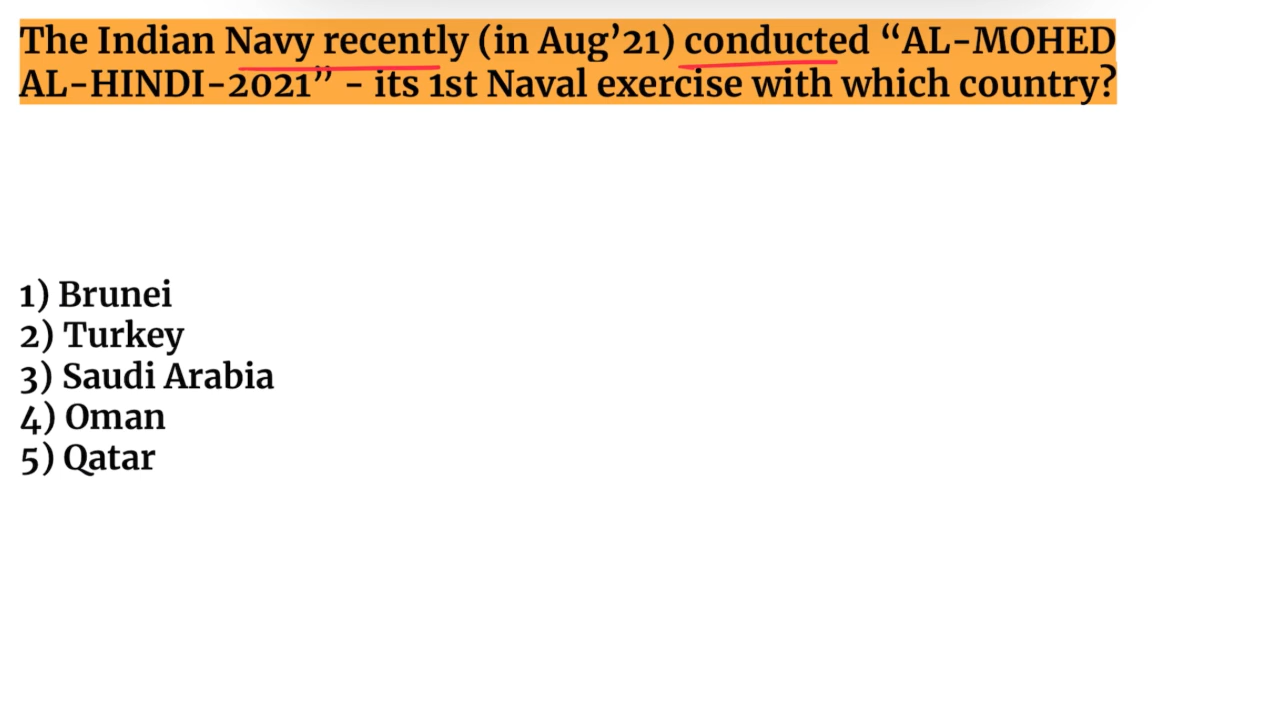 The Indian Navy recently (in Aug’21) conducted “AL-MOHED
AL-HINDI-2021” - its 1st Naval exercise with which country?
1) Brunei
2) Turkey
3) Saudi Arabia
4) Oman
5) Qatar